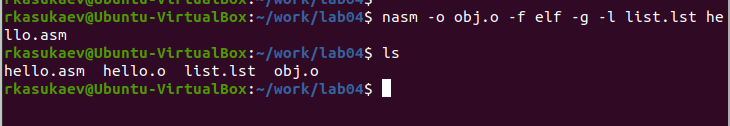 rkasukaev@Ubuntu-VirtualBox:~/work/lab04$ nasm -o obj.o -f elf -g -l list.lst he
llo.asm
rkasukaev@Ubuntu-VirtualBox:~/work/lab04$ ls
hello.asm  hello.o  list.lst  obj.o
rkasukaev@Ubuntu-VirtualBox:~/work/lab04$